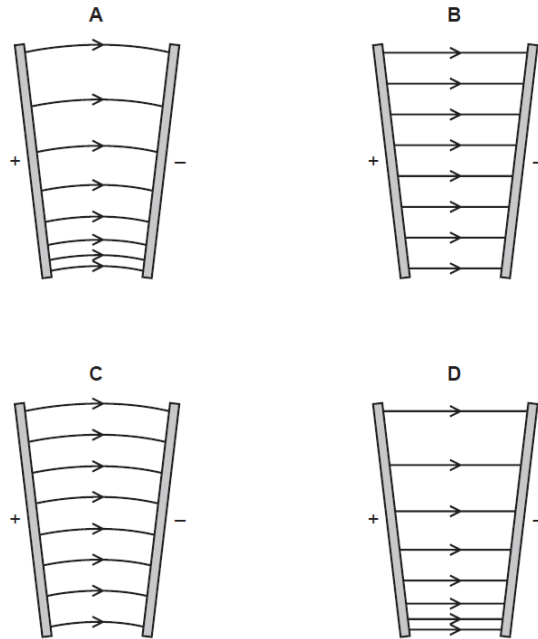 A B
+ – + –
C D
+ – + –